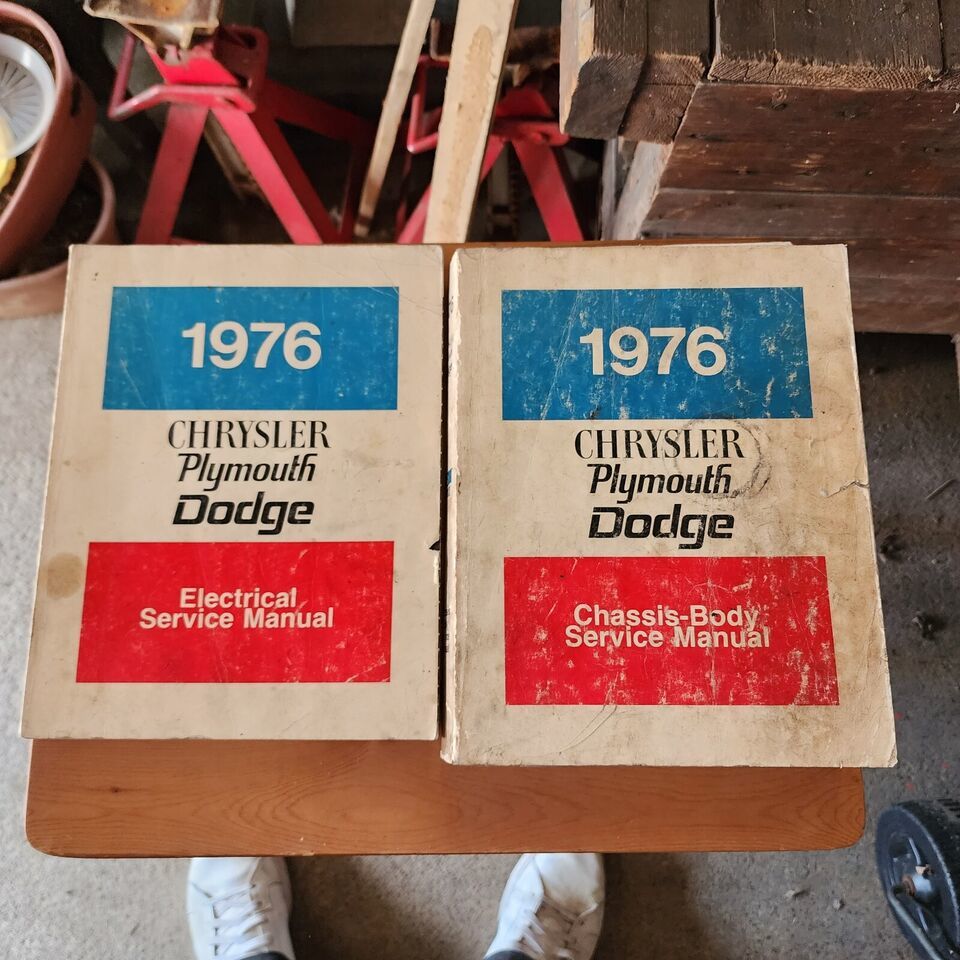 1976
CHRYSLER
Plymouth
Dodge
Electrical
Service Manual
1976
CHRYSLER
Plymouth
Dodge
Chassis-Body
Service Manual